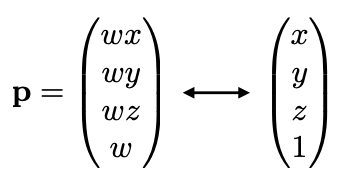 p = (wx wy wz w) ⟷ (x y z 1)